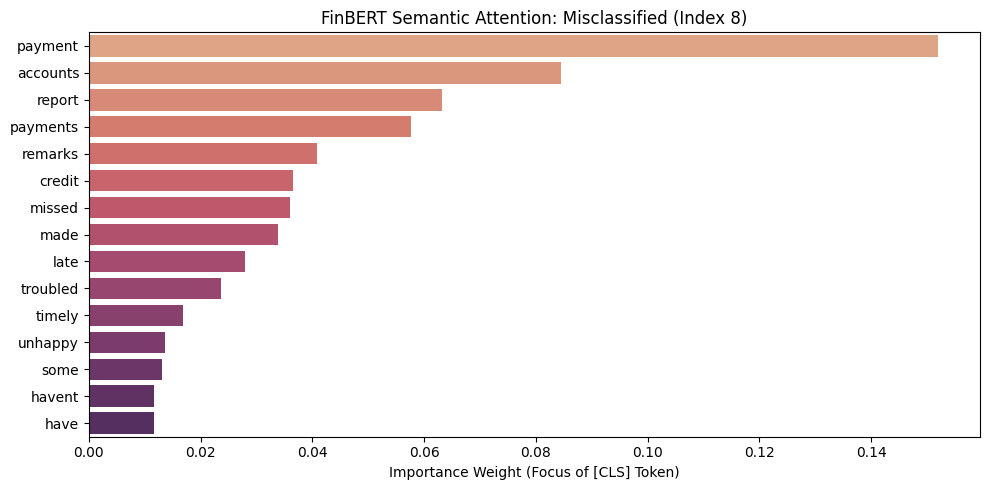 FinBERT Semantic Attention: Misclassified (Index 8)
payment
accounts
report
payments
remarks
credit
missed
made
late
troubled
timely
unhappy
some
havent
have
0.00 0.02 0.04 0.06 0.08 0.10 0.12 0.14
Importance Weight (Focus of [CLS] Token)